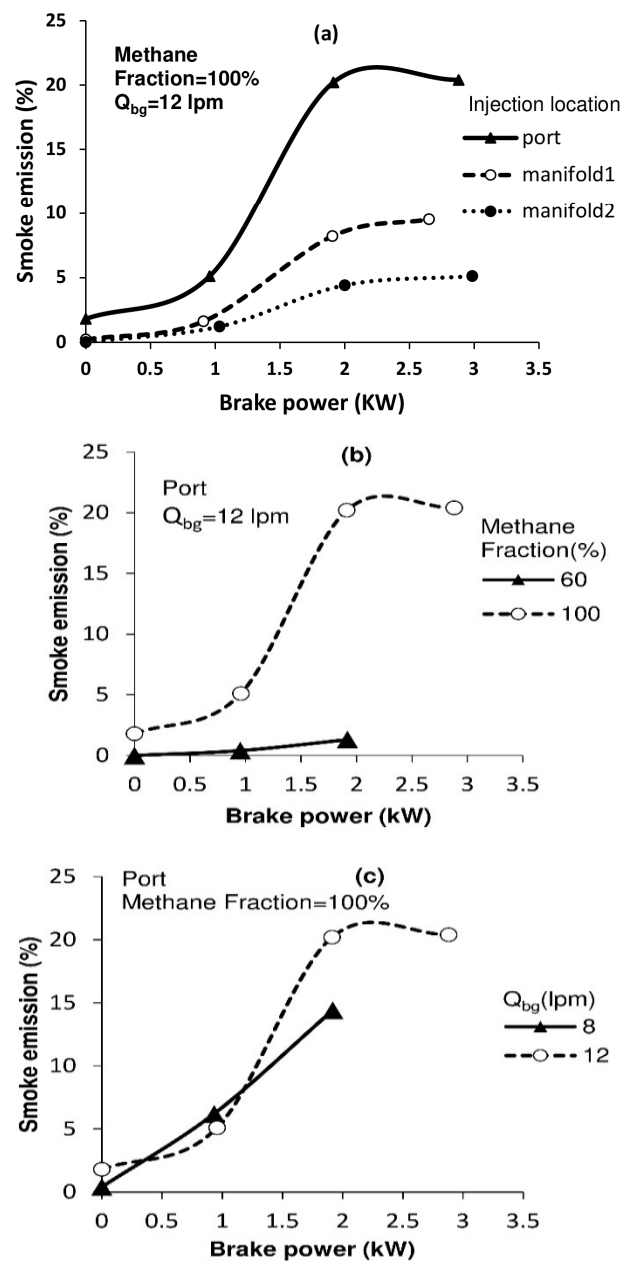 (a)
Methane
Fraction=100%
Qbg=12 lpm
Smoke emission (%)
25
20
15
10
5
0
Injection location
port
manifold1
manifold2
0 0.5 1 1.5 2 2.5 3 3.5
Brake power (KW)
(b)
Port
Qbg=12 lpm
Smoke emission (%)
25
20
15
10
5
0
Methane
Fraction(%)
60
100
0 0.5 1 1.5 2 2.5 3 3.5
Brake power (kW)
(c)
Port
Methane Fraction=100%
Smoke emission (%)
25
20
15
10
5
0
Qbg(lpm)
8
12
0 0.5 1 1.5 2 2.5 3 3.5
Brake power (kW)